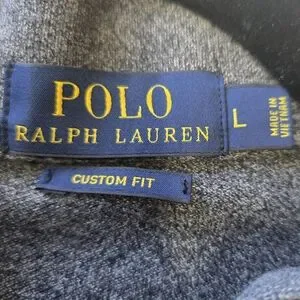 POLO
RALPH LAUREN
L
MADE IN
VIETNAM
CUSTOM FIT